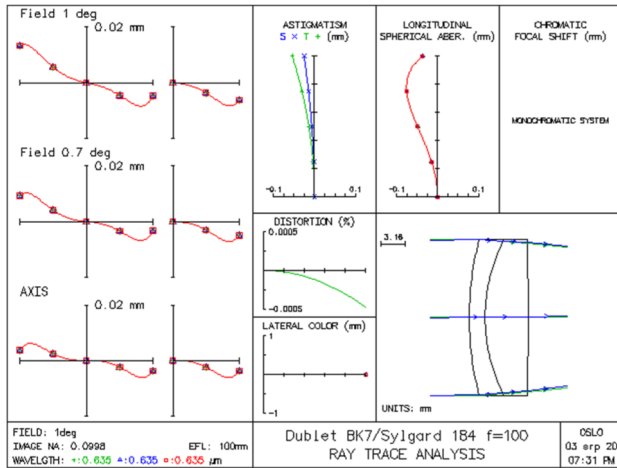 Field 1 deg
0.02 mm
Field 0.7 deg
0.02 mm
AXIS
0.02 mm
ASTIGMATISM
S × T + (mm)
-0.1
0.1
LONGITUDINAL
SPHERICAL ABER. (mm)
-0.1
0.1
CHROMATIC
FOCAL SHIFT (mm)
MONOCHROMATIC SYSTEM
DISTORTION (%)
0.0005
-0.0005
LATERAL COLOR (mm)
1
-1
3.16
UNITS: mm
FIELD: 1deg
IMAGE NA: 0.0998 EFL: 100mm
WAVELGTH: +:0.635 ▵:0.635 ▫:0.635 µm
Dublet BK7/Sylgard 184 f=100
RAY TRACE ANALYSIS
OSLO
03 srp 20
07:31 PM